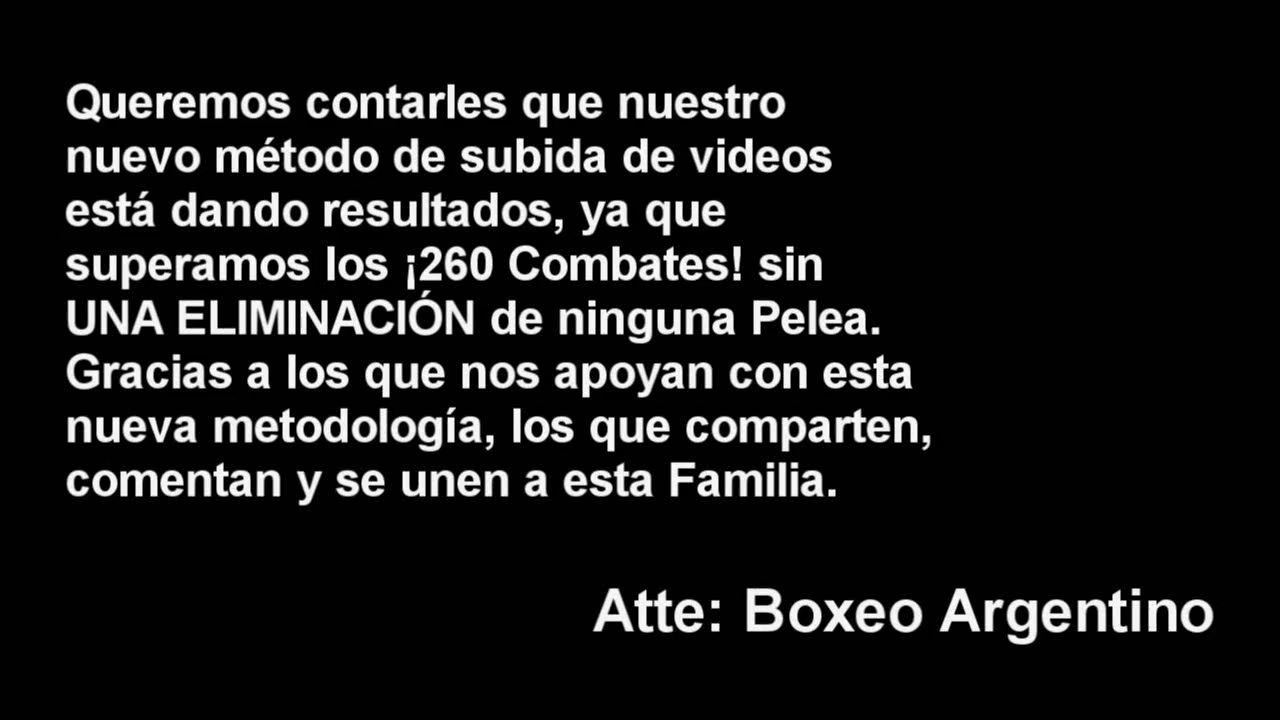 Queremos contarles que nuestro
nuevo método de subida de videos
está dando resultados, ya que
superamos los ¡260 Combates! sin
UNA ELIMINACIÓN de ninguna Pelea.
Gracias a los que nos apoyan con esta
nueva metodología, los que comparten,
comentan y se unen a esta Familia.
Atte: Boxeo Argentino